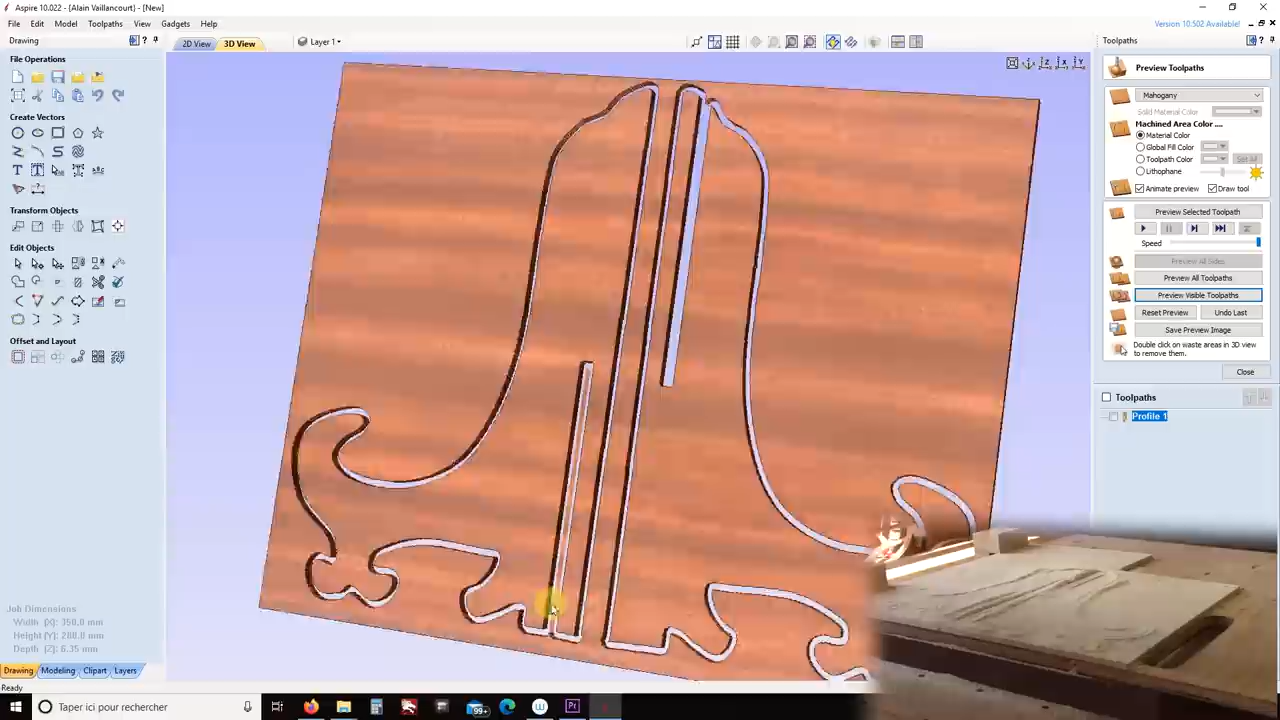 Aspire 10.022 - [Alain Vaillancourt] - [New]
File Edit Model Toolpaths View Gadgets Help
Version 10.502 Available!
Drawing
2D View 3D View
Layer 1
Toolpaths
File Operations
Create Vectors
Transform Objects
Edit Objects
Offset and Layout
Preview Toolpaths
Mahogany
Solid Material Color
Machined Area Color ....
Material Color
Global Fill Color
Toolpath Color
Set All
Lithophane
Animate preview
Draw tool
Preview Selected Toolpath
Speed
Preview All Sides
Preview All Toolpaths
Preview Visible Toolpaths
Reset Preview
Undo Last
Save Preview Image
Double click on waste areas in 3D view
to remove them.
Close
Toolpaths
Profile 1
Job Dimensions
Width (X): 350.0 mm
Height (Y): 280.0 mm
Depth (Z): 6.35 mm
Drawing Modeling Clipart Layers
Ready
Taper ici pour rechercher
99+